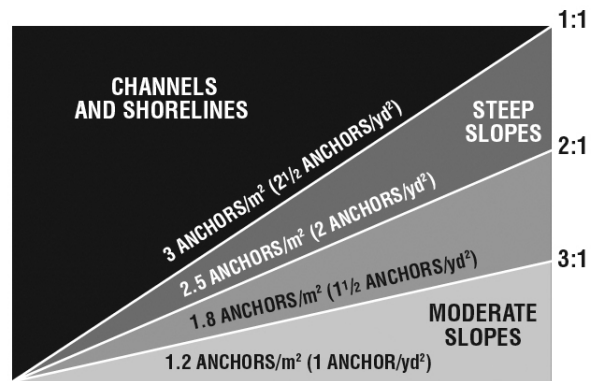 1:1
CHANNELS
AND SHORELINES
STEEP
SLOPES
2:1
3 ANCHORS/m² (2¹/₂ ANCHORS/yd²)
2.5 ANCHORS/m² (2 ANCHORS/yd²)
3:1
1.8 ANCHORS/m² (1¹/₂ ANCHORS/yd²)
MODERATE
SLOPES
1.2 ANCHORS/m² (1 ANCHOR/yd²)